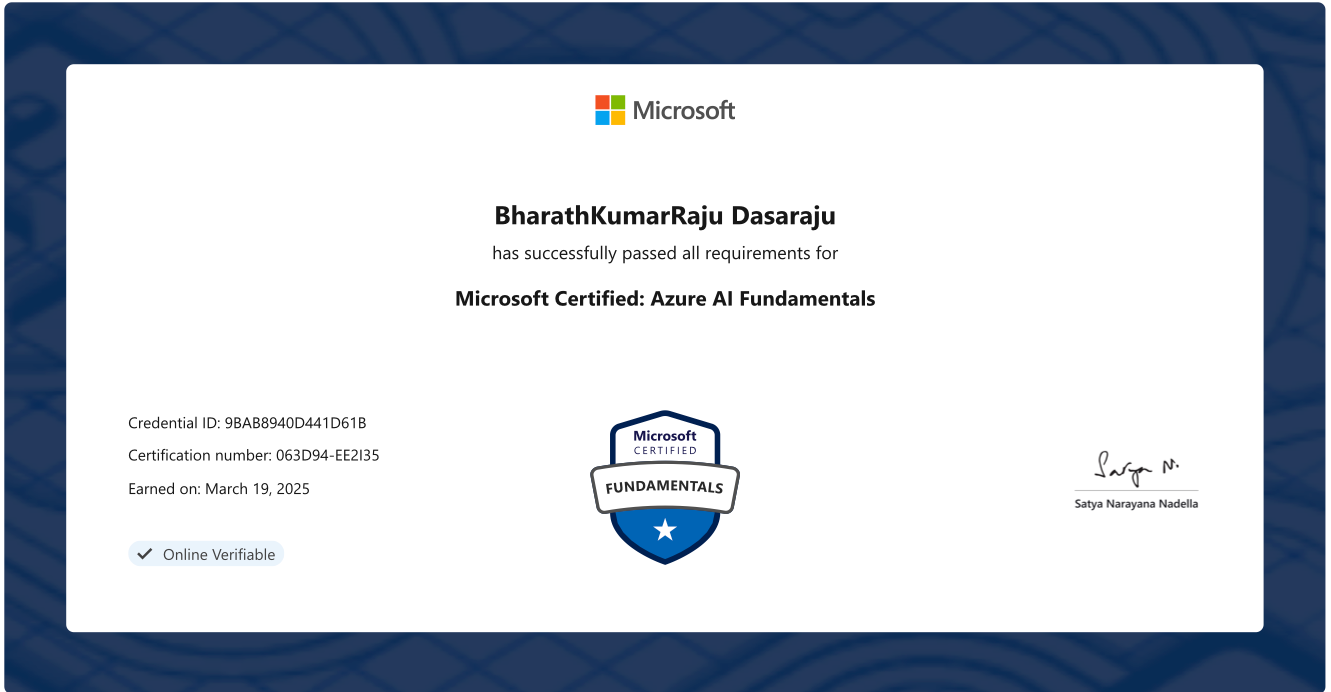 Microsoft
BharathKumarRaju Dasaraju
has successfully passed all requirements for
Microsoft Certified: Azure AI Fundamentals
Credential ID: 9BAB8940D441D61B
Certification number: 063D94-EE2I35
Earned on: March 19, 2025
Online Verifiable
Microsoft
CERTIFIED
FUNDAMENTALS
Satya N.
Satya Narayana Nadella